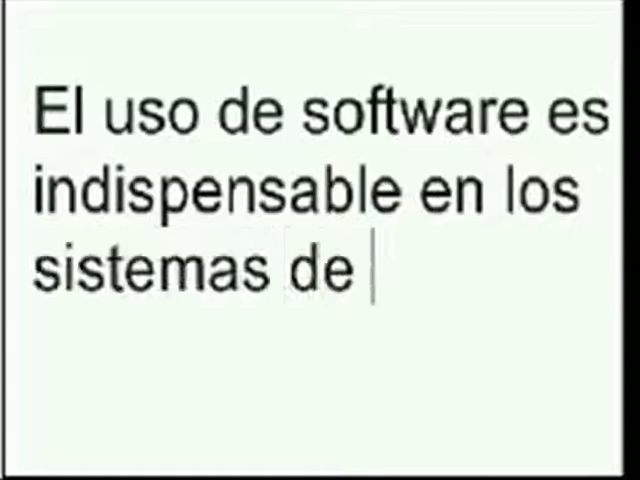 El uso de software es
indispensable en los
sistemas de